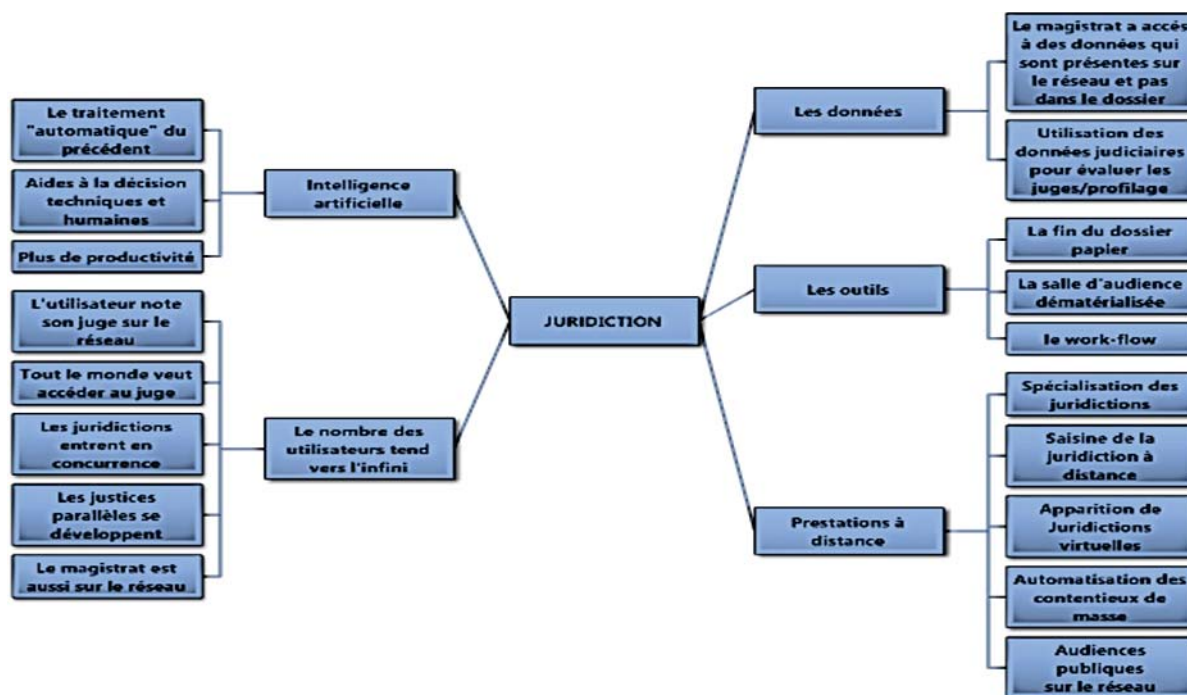 Le traitement
"automatique" du
précédent
Aides à la décision
techniques et
humaines
Plus de productivité
Intelligence
artificielle
L'utilisateur note
son juge sur le
réseau
Tout le monde veut
accéder au juge
Les juridictions
entrent en
concurrence
Les justices
parallèles se
développent
Le magistrat est
aussi sur le réseau
Le nombre des
utilisateurs tend
vers l'infini
JURIDICTION
Les données
Le magistrat a accés
à des données qui
sont présentes sur
le réseau et pas
dans le dossier
Utilisation des
données judiciaires
pour évaluer les
juges/profilage
Les outils
La fin du dossier
papier
La salle d'audience
dématérialisée
le work-flow
Prestations à
distance
Spécialisation des
juridictions
Saisine de la
juridiction à
distance
Apparition de
Juridictions
virtuelles
Automatisation des
contentieux de
masse
Audiences
publiques
sur le réseau